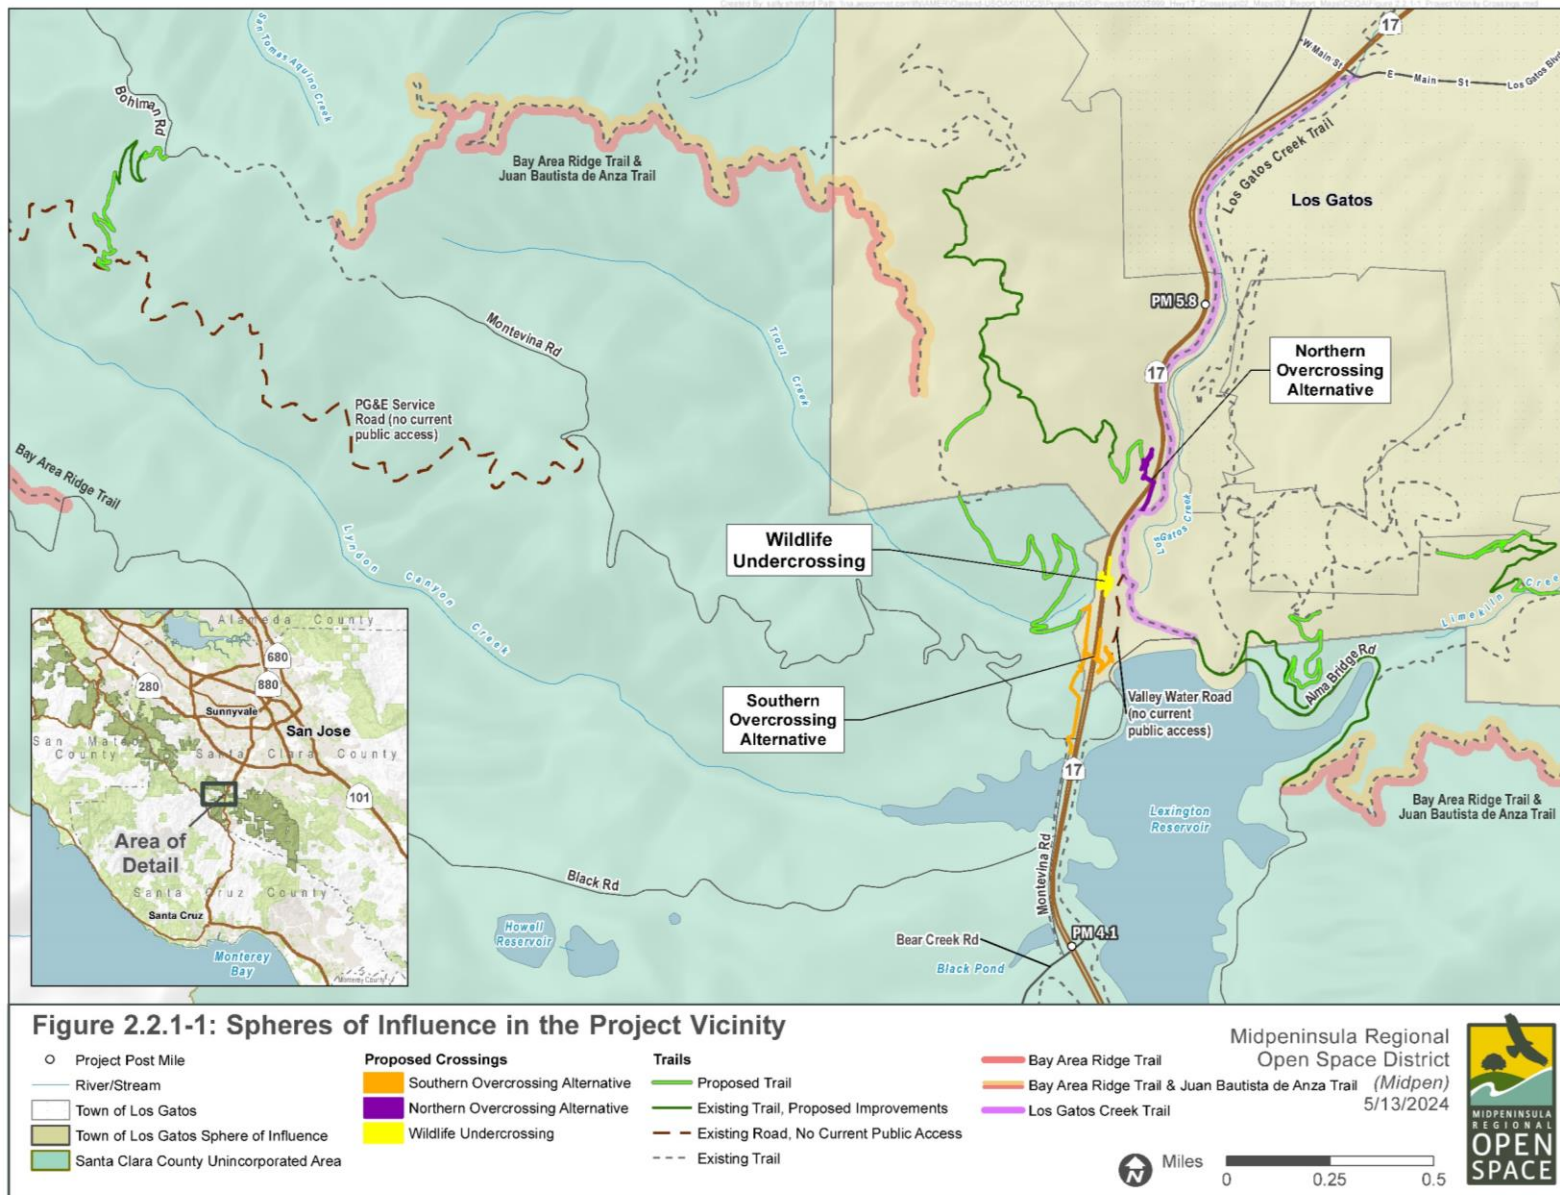 17
W Main St
E Main St
Los Gatos Blvd
San Tomas Aquino Creek
Bohlman Rd
Bay Area Ridge Trail &
Juan Bautista de Anza Trail
Los Gatos Creek Trail
Los Gatos
PM 5.8
Montevina Rd
Trout Creek
17
Northern
Overcrossing
Alternative
PG&E Service
Road (no current
public access)
Bay Area Ridge Trail
Los Gatos Creek
Lyndon Canyon Creek
Wildlife
Undercrossing
Limekiln Cree
Alma Bridge Rd
Southern
Overcrossing
Alternative
Valley Water Road
(no current
public access)
17
Bay Area Ridge Trail &
Juan Bautista de Anza Trail
Lexington
Reservoir
Montevina Rd
Black Rd
Howell
Reservoir
Bear Creek Rd
PM 4.1
Black Pond
Alameda County
680
280
880
Sunnyvale
San Jose
San Mateo
County
Santa Clara County
101
Area of
Detail
Santa Cruz County
Santa Cruz
Monterey
Bay
Monterey County
Figure 2.2.1-1: Spheres of Influence in the Project Vicinity
Project Post Mile
River/Stream
Town of Los Gatos
Town of Los Gatos Sphere of Influence
Santa Clara County Unincorporated Area
Proposed Crossings
Southern Overcrossing Alternative
Northern Overcrossing Alternative
Wildlife Undercrossing
Trails
Proposed Trail
Existing Trail, Proposed Improvements
Existing Road, No Current Public Access
Existing Trail
Bay Area Ridge Trail
Bay Area Ridge Trail & Juan Bautista de Anza Trail
Los Gatos Creek Trail
Midpeninsula Regional
Open Space District
(Midpen)
5/13/2024
Miles
0 0.25 0.5
N
MIDPENINSULA
REGIONAL
OPEN
SPACE